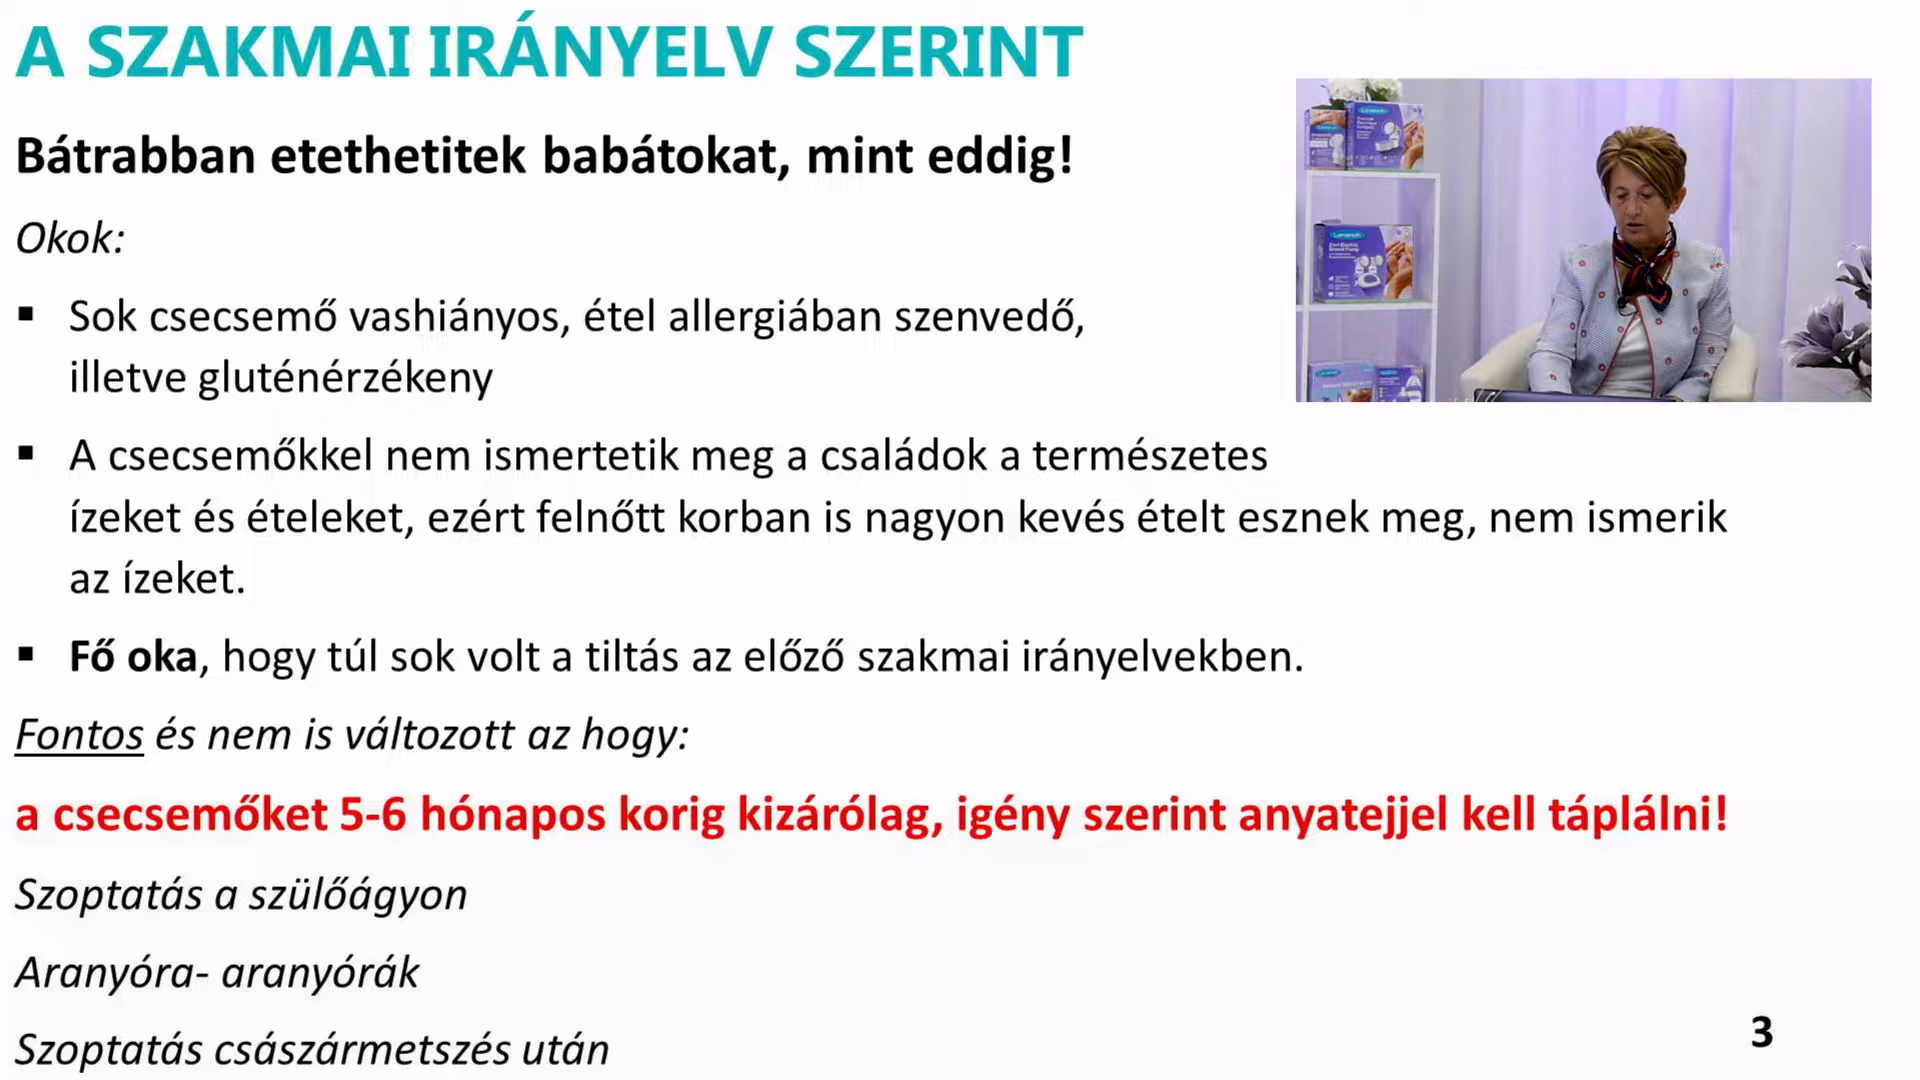 A SZAKMAI IRÁNYELV SZERINT
Bátrabban etethetitek babátokat, mint eddig!
Okok:
▪ Sok csecsemő vashiányos, étel allergiában szenvedő,
illetve gluténérzékeny
▪ A csecsemőkkel nem ismertetik meg a családok a természetes
ízeket és ételeket, ezért felnőtt korban is nagyon kevés ételt esznek meg, nem ismerik
az ízeket.
▪ Fő oka, hogy túl sok volt a tiltás az előző szakmai irányelvekben.
Fontos és nem is változott az hogy:
a csecsemőket 5-6 hónapos korig kizárólag, igény szerint anyatejjel kell táplálni!
Szoptatás a szülőágyon
Aranyóra- aranyórák
Szoptatás császármetszés után
3